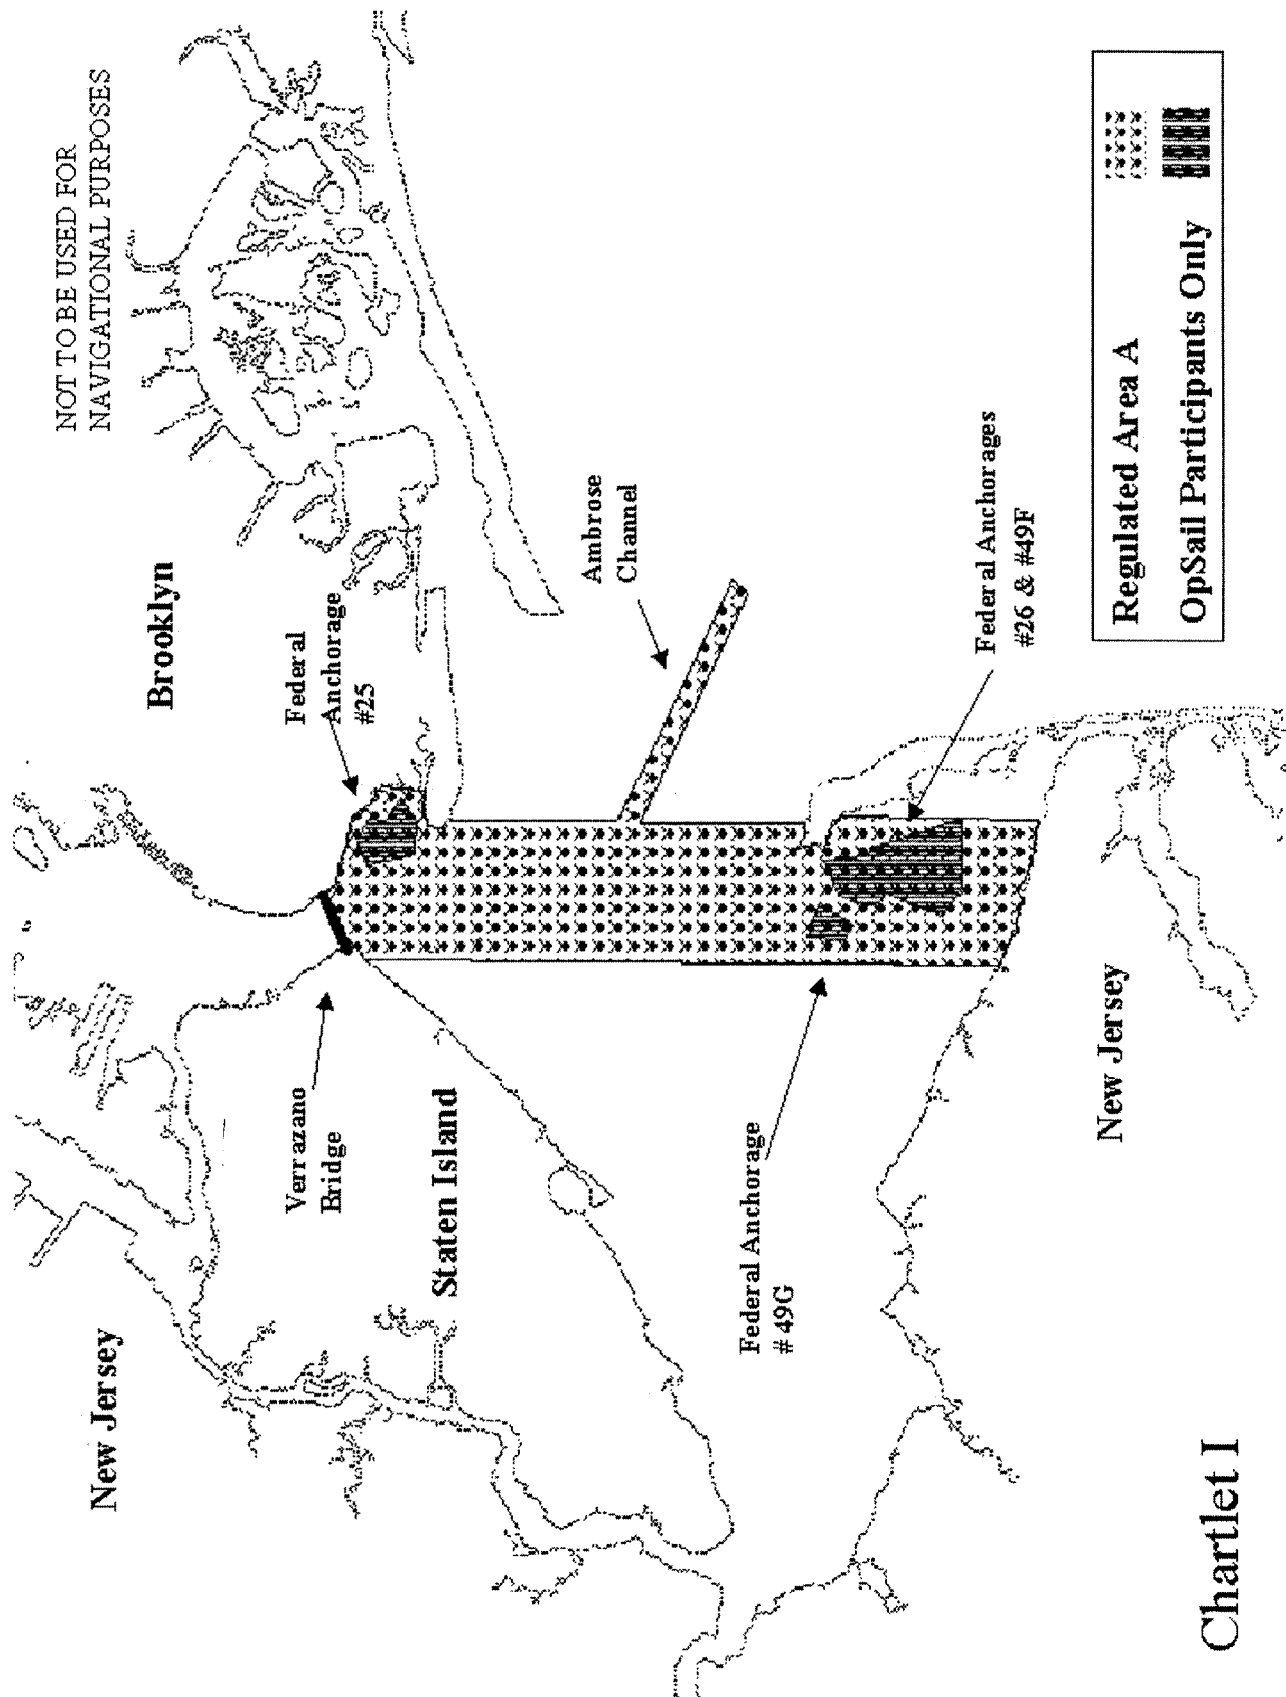 NOT TO BE USED FOR
NAVIGATIONAL PURPOSES
Brooklyn
Federal
Anchorage
#25
Ambrose
Channel
Federal Anchorages
#26 & #49F
Regulated Area A
OpSail Participants Only
New Jersey
Verrazano
Bridge
Staten Island
Federal Anchorage
#49G
New Jersey
Chartlet I